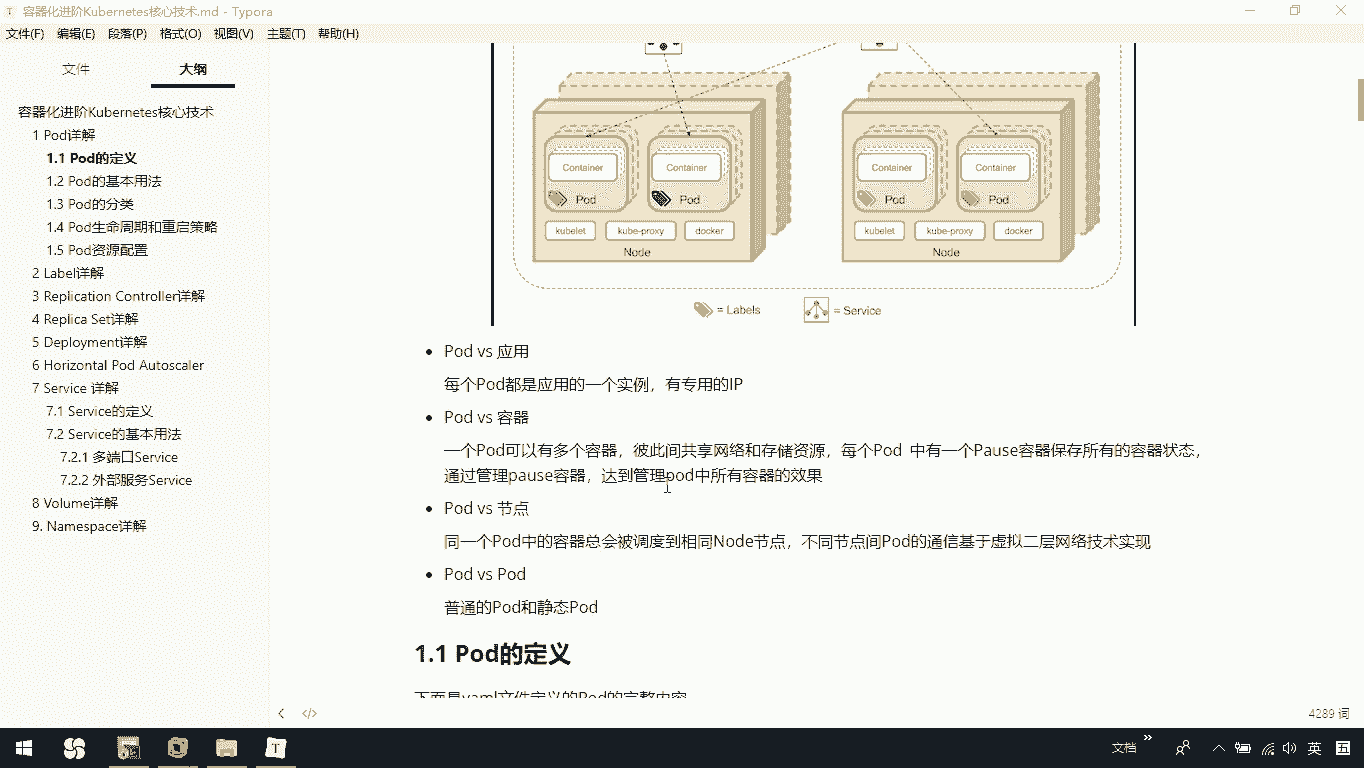 容器化进阶Kubernetes核心技术.md - Typora
文件(F) 编辑(E) 段落(P) 格式(O) 视图(V) 主题(T) 帮助(H)
文件 大纲
容器化进阶Kubernetes核心技术
1 Pod详解
1.1 Pod的定义
1.2 Pod的基本用法
1.3 Pod的分类
1.4 Pod生命周期和重启策略
1.5 Pod资源配置
2 Label详解
3 Replication Controller详解
4 Replica Set详解
5 Deployment详解
6 Horizontal Pod Autoscaler
7 Service 详解
7.1 Service的定义
7.2 Service的基本用法
7.2.1 多端口Service
7.2.2 外部服务Service
8 Volume详解
9. Namespace详解
Container Container Container Container
Pod Pod Pod Pod
kubelet kube-proxy docker kubelet kube-proxy docker
Node Node
= Labels = Service
Pod vs 应用
每个Pod都是应用的一个实例，有专用的IP
Pod vs 容器
一个Pod可以有多个容器，彼此间共享网络和存储资源，每个Pod 中有一个Pause容器保存所有的容器状态，
通过管理pause容器，达到管理pod中所有容器的效果
Pod vs 节点
同一个Pod中的容器总会被调度到相同Node节点，不同节点间Pod的通信基于虚拟二层网络技术实现
Pod vs Pod
普通的Pod和静态Pod
1.1 Pod的定义
下面是yaml文件定义的Pod的完整内容
4289 词
T 文档 英 五